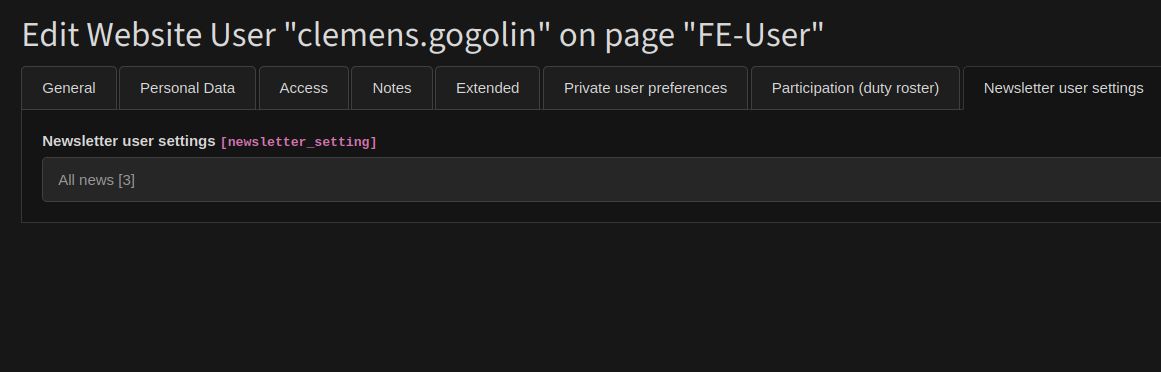 Edit Website User "clemens.gogolin" on page "FE-User"
General Personal Data Access Notes Extended Private user preferences Participation (duty roster) Newsletter user settings
Newsletter user settings [newsletter_setting]
All news [3]